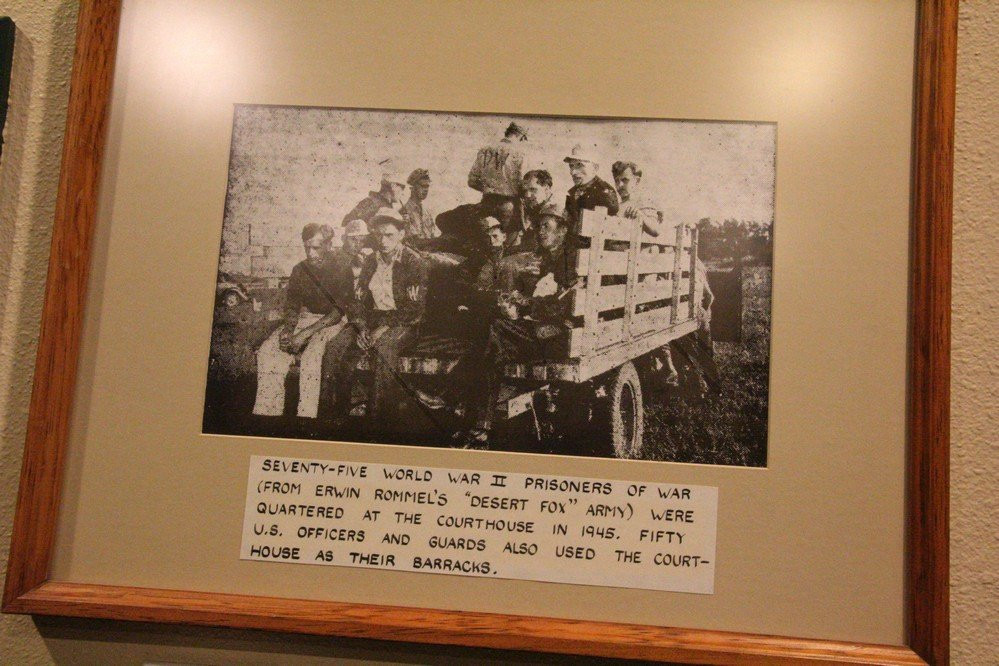 PW
W
SEVENTY-FIVE WORLD WAR II PRISONERS OF WAR
(FROM ERWIN ROMMEL'S "DESERT FOX" ARMY) WERE
QUARTERED AT THE COURTHOUSE IN 1945. FIFTY
U.S. OFFICERS AND GUARDS ALSO USED THE COURT-
HOUSE AS THEIR BARRACKS.